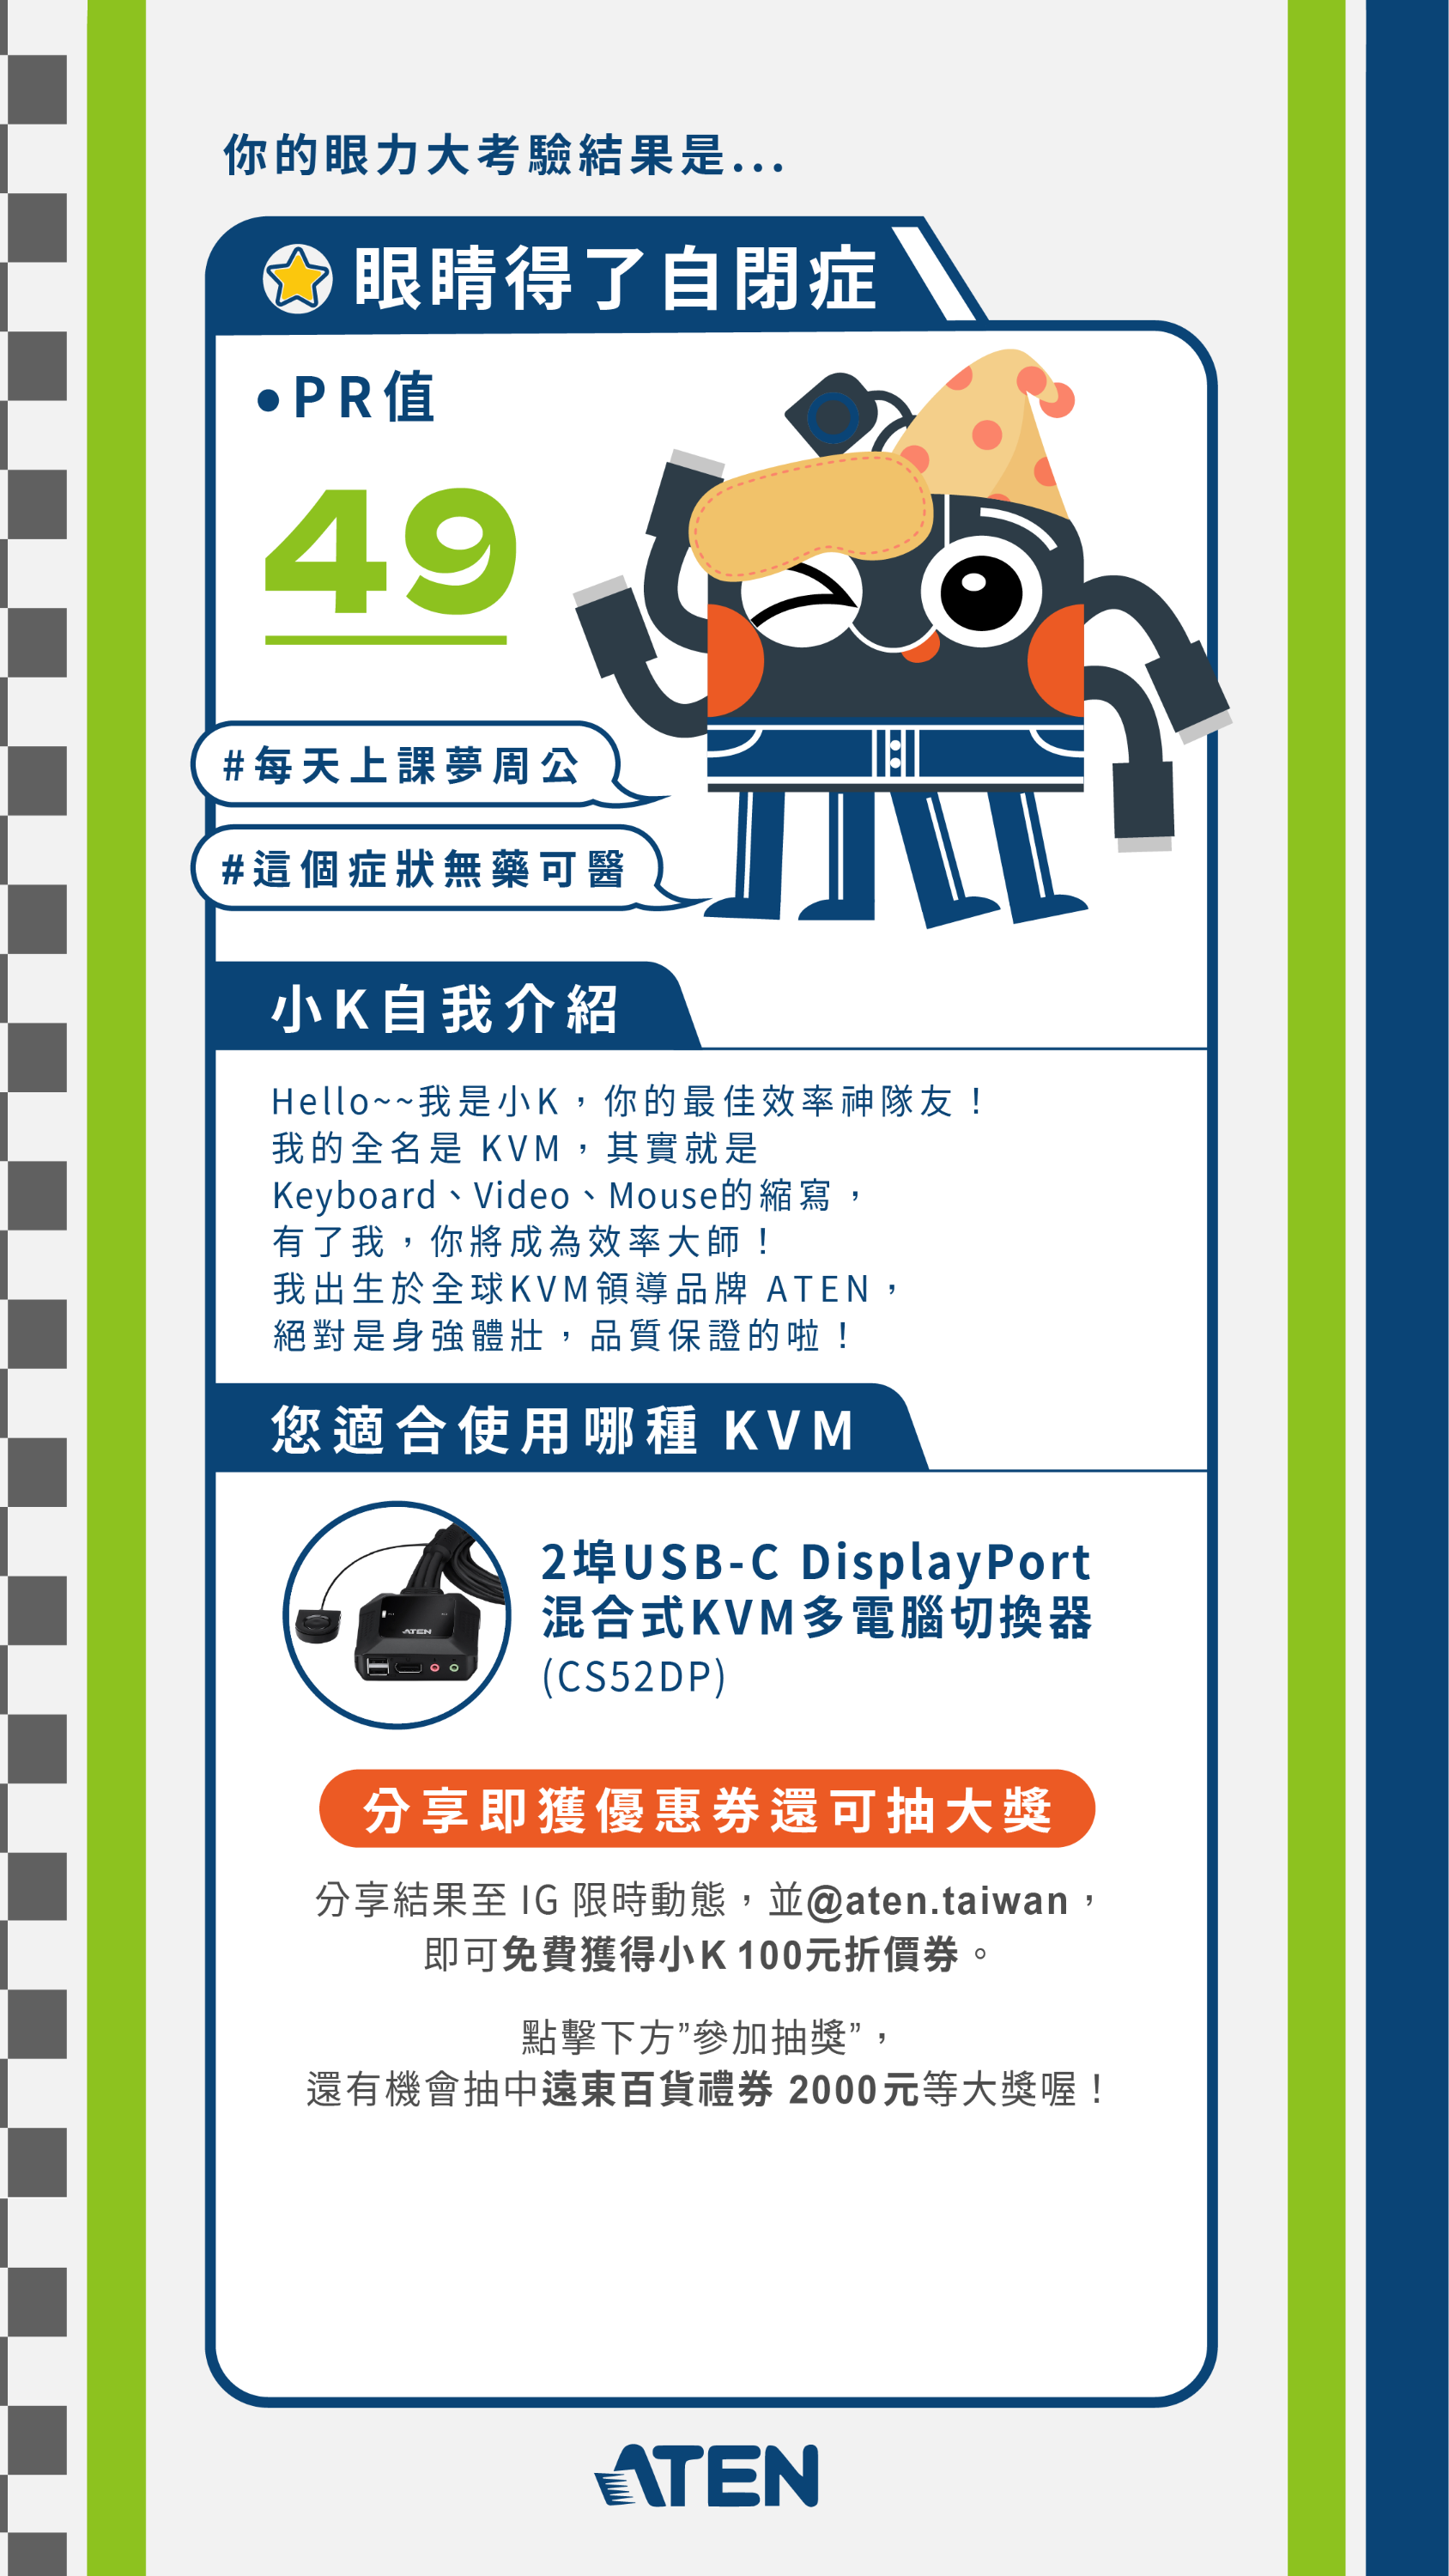 你的眼力大考驗結果是...
眼睛得了自閉症
•PR值
49
#每天上課夢周公
#這個症狀無藥可醫
小K自我介紹
Hello~~我是小K，你的最佳效率神隊友！
我的全名是 KVM，其實就是
Keyboard、Video、Mouse的縮寫，
有了我，你將成為效率大師！
我出生於全球KVM領導品牌 ATEN，
絕對是身強體壯，品質保證的啦！
您適合使用哪種 KVM
ATEN
2埠USB-C DisplayPort
混合式KVM多電腦切換器
(CS52DP)
分享即獲優惠券還可抽大獎
分享結果至 IG 限時動態，並@aten.taiwan，
即可免費獲得小K 100元折價券。
點擊下方”參加抽獎”，
還有機會抽中遠東百貨禮券 2000元等大獎喔！
ATEN